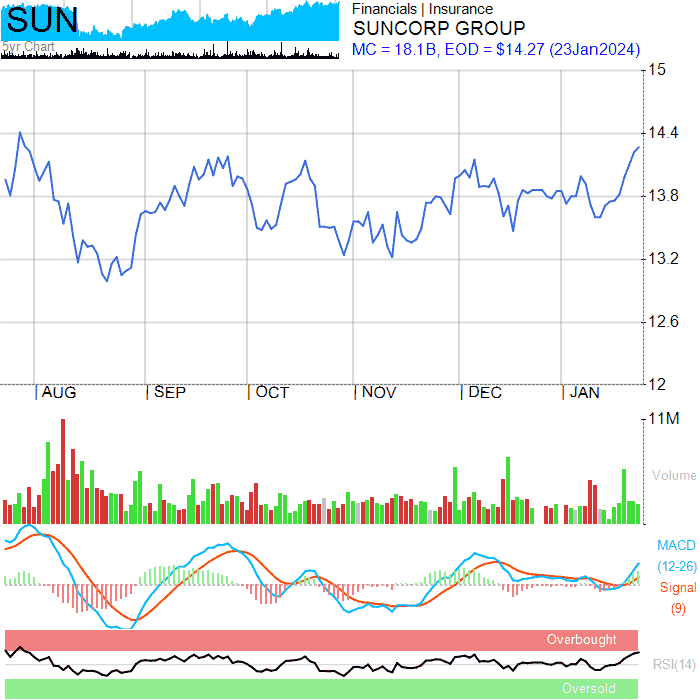 SUN
5yr Chart
Financials | Insurance
SUNCORP GROUP
MC = 18.1B, EOD = $14.27 (23Jan2024)
15
14.4
13.8
13.2
12.6
12
| AUG | SEP | OCT | NOV | DEC | JAN
11M
Volume
MACD
(12-26)
Signal
(9)
Overbought
RSI(14)
Oversold